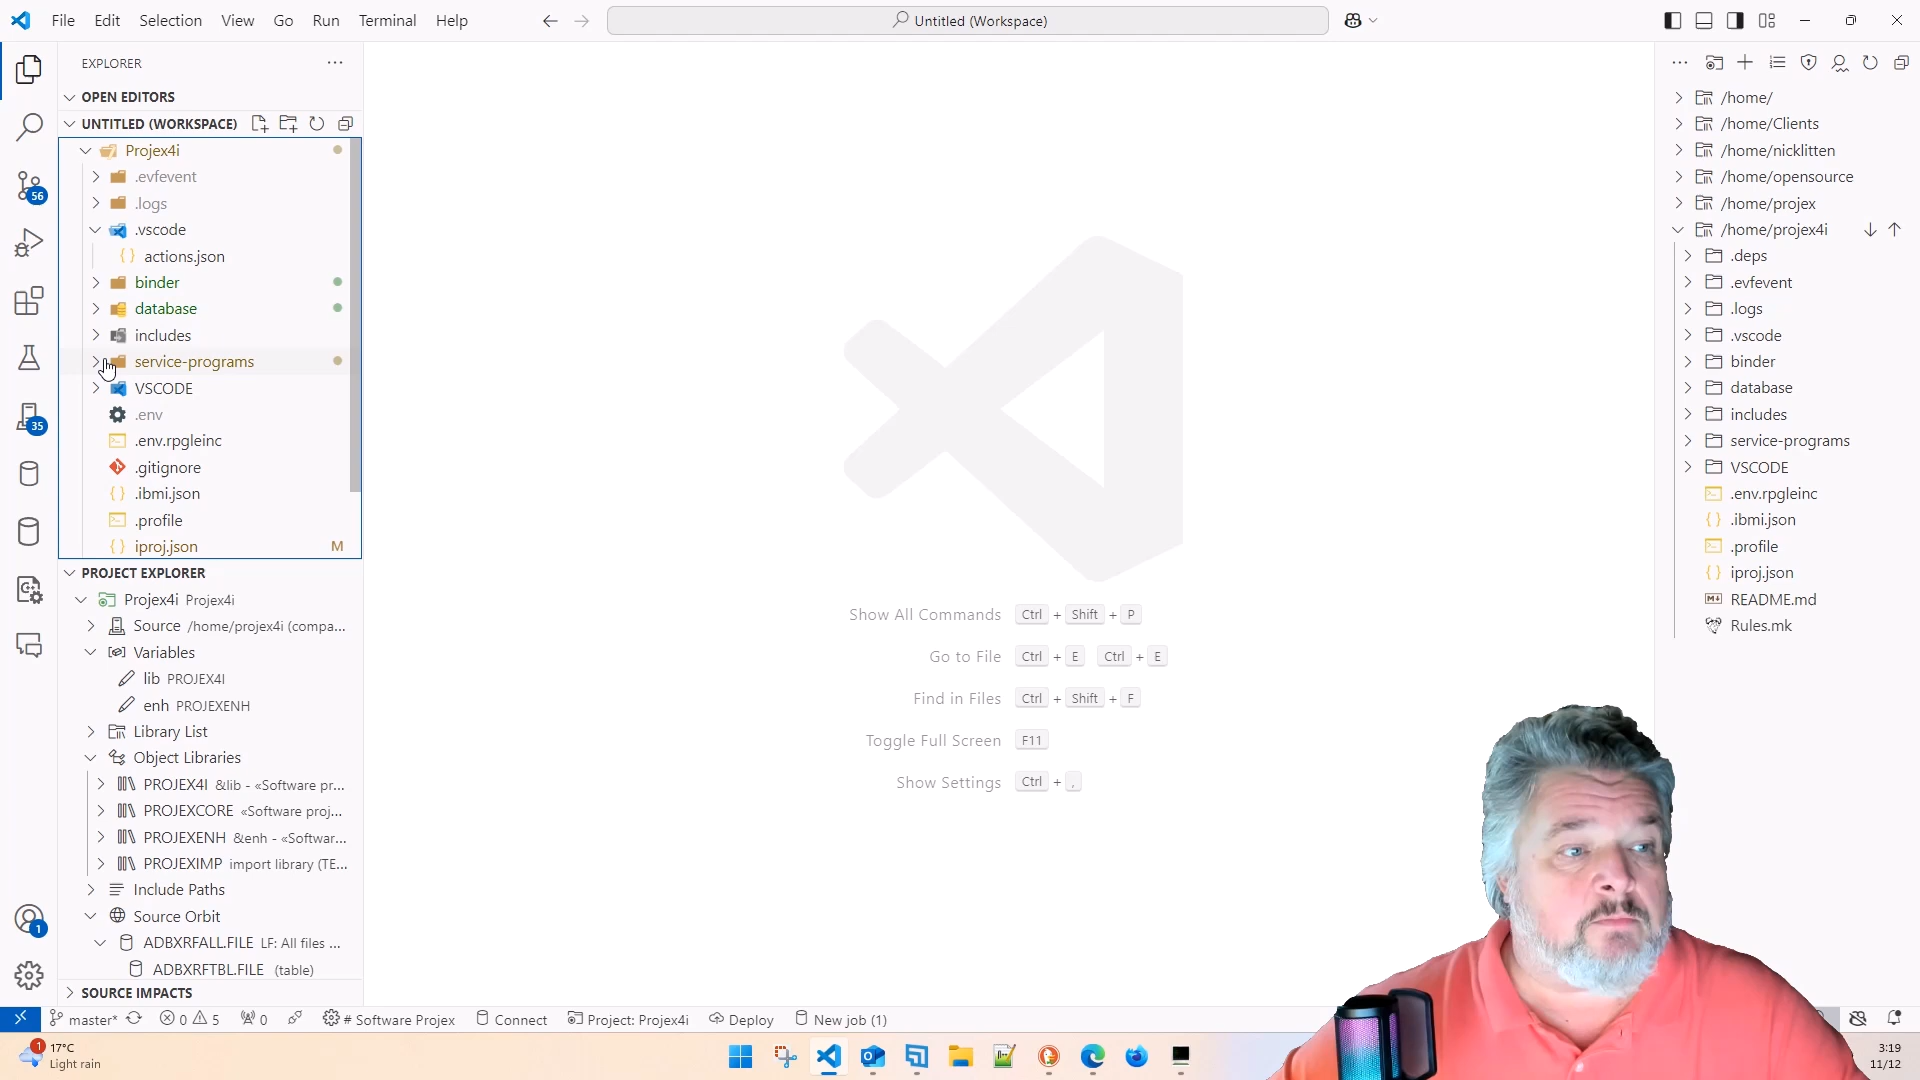 File Edit Selection View Go Run Terminal Help
Untitled (Workspace)
EXPLORER
OPEN EDITORS
UNTITLED (WORKSPACE)
Projex4i
.evfevent
.logs
.vscode
actions.json
binder
database
includes
service-programs
VSCODE
.env
.env.rpgleinc
.gitignore
.ibmi.json
.profile
iproj.json M
56
35
1
PROJECT EXPLORER
Projex4i Projex4i
Source /home/projex4i (compa...
Variables
lib PROJEX4I
enh PROJEXENH
Library List
Object Libraries
PROJEX4I &lib - «Software pr...
PROJEXCORE «Software proj...
PROJEXENH &enh - «Softwar...
PROJEXIMP import library (TE...
Include Paths
Source Orbit
ADBXRFALL.FILE LF: All files ...
ADBXRFTBL.FILE (table)
SOURCE IMPACTS
Show All Commands Ctrl + Shift + P
Go to File Ctrl + E Ctrl + E
Find in Files Ctrl + Shift + F
Toggle Full Screen F11
Show Settings Ctrl + ,
/home/
/home/Clients
/home/nicklitten
/home/opensource
/home/projex
/home/projex4i
.deps
.evfevent
.logs
.vscode
binder
database
includes
service-programs
VSCODE
.env.rpgleinc
.ibmi.json
.profile
iproj.json
README.md
Rules.mk
master* 0 5 0 # Software Projex Connect Project: Projex4i Deploy New job (1)
1
17°C
Light rain
3:19
11/12